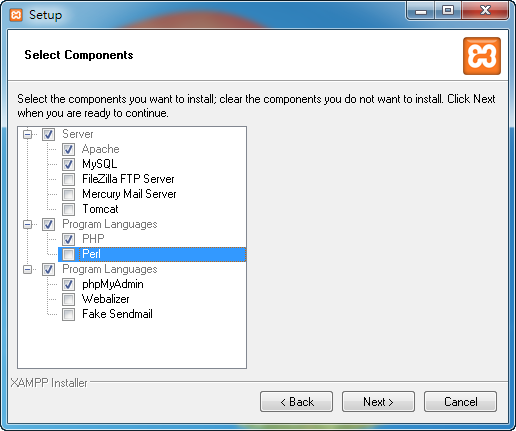 Setup
Select Components
Select the components you want to install; clear the components you do not want to install. Click Next
when you are ready to continue.
Server
Apache
MySQL
FileZilla FTP Server
Mercury Mail Server
Tomcat
Program Languages
PHP
Perl
Program Languages
phpMyAdmin
Webalizer
Fake Sendmail
XAMPP Installer
< Back
Next >
Cancel